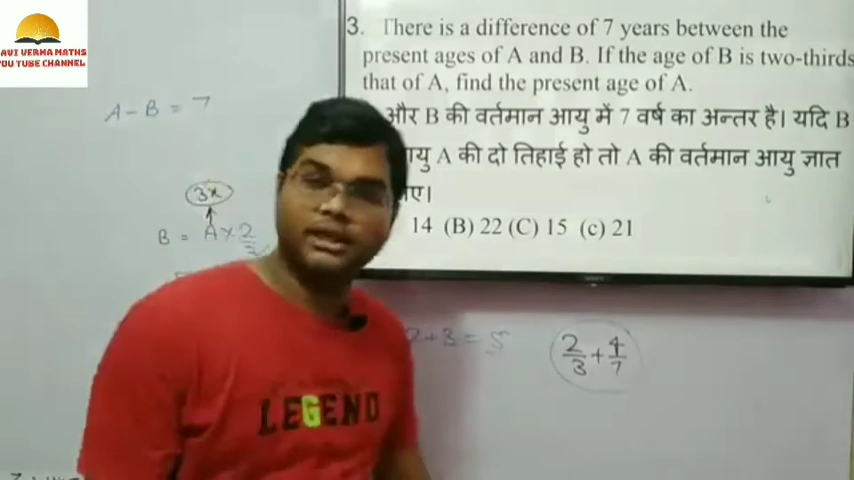 AVI VERMA MATHS
YOU TUBE CHANNEL
3. There is a difference of 7 years between the
present ages of A and B. If the age of B is two-thirds
that of A, find the present age of A.
और B की वर्तमान आयु में 7 वर्ष का अन्तर है। यदि B
आयु A की दो तिहाई हो तो A की वर्तमान आयु ज्ञात
14 (B) 22 (C) 15 (c) 21
A - B = 7
3x
B = A × 2/3
2 + 3 = 5
2/3 + 4/7
LEGEND